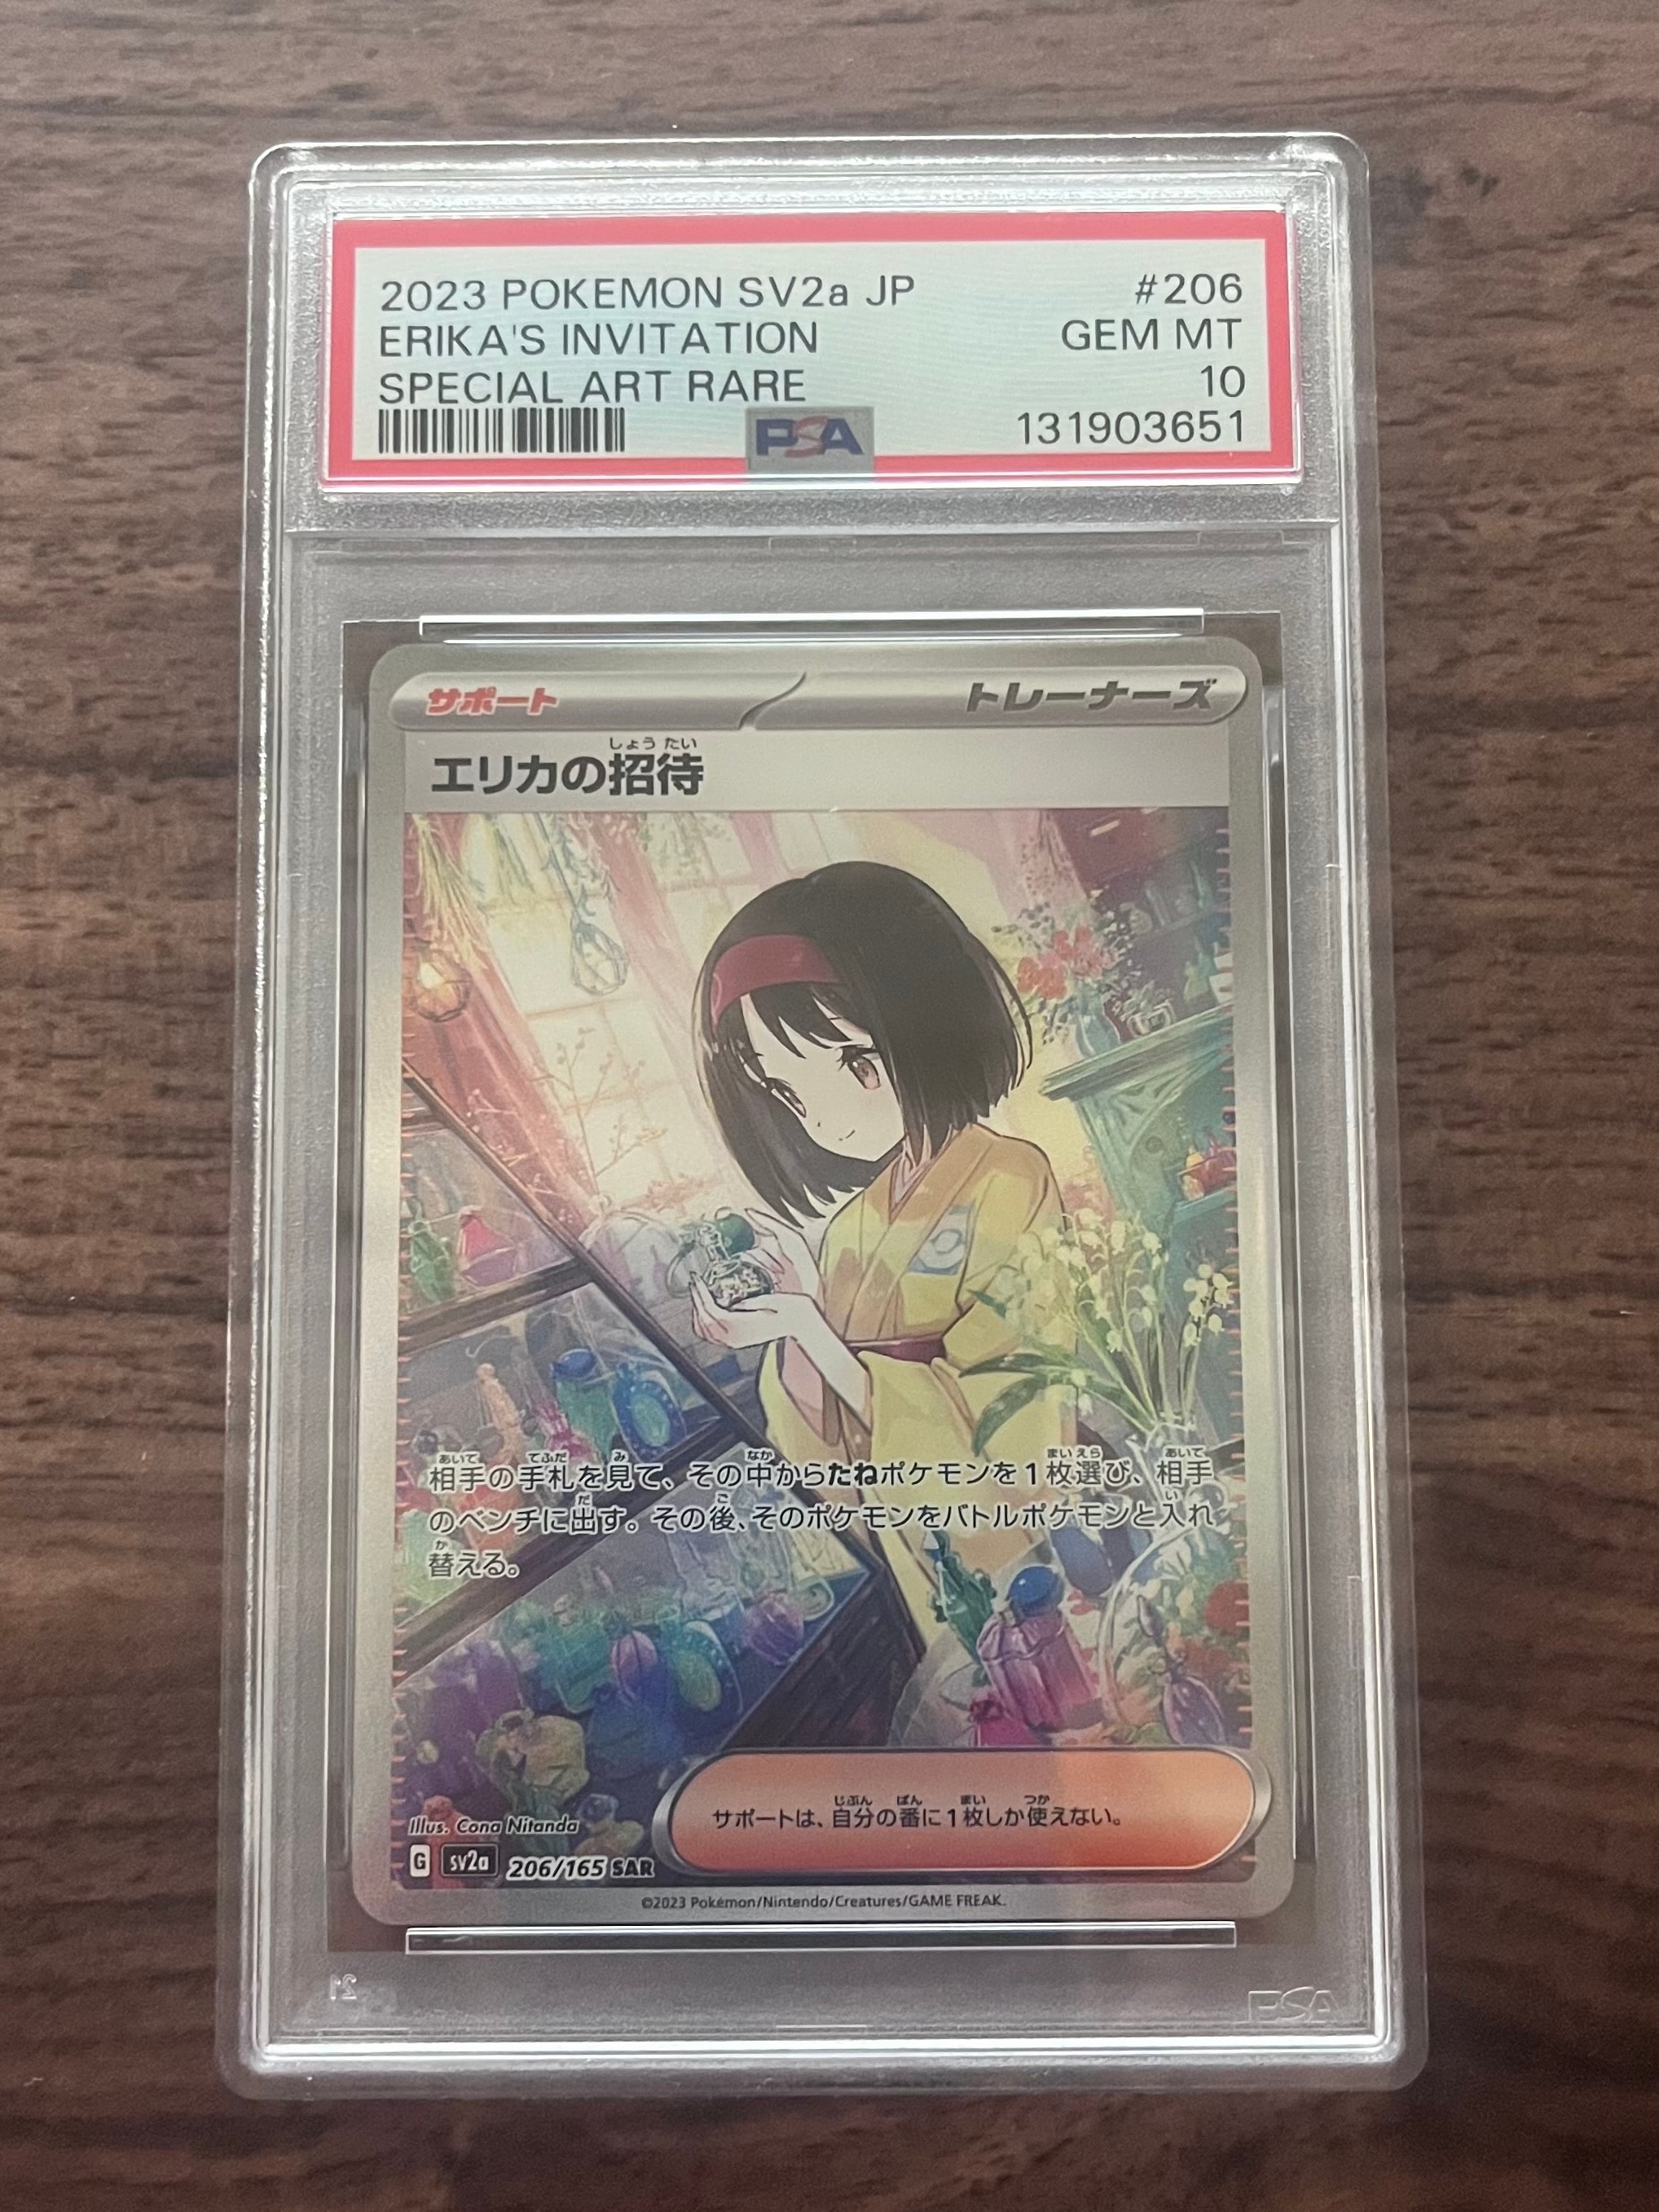 2023 POKEMON SV2a JP #206
ERIKA'S INVITATION GEM MT
SPECIAL ART RARE 10
PSA 131903651
サポート トレーナーズ
しょう たい
エリカの招待
あいて てふだ み なか まい えら あいて
相手の手札を見て、その中からたねポケモンを1枚選び、相手
だ ご い
のベンチに出す。その後、そのポケモンをバトルポケモンと入れ
か
替える。
じぶん ばん まい つか
サポートは、自分の番に1枚しか使えない。
Illus. Cona Nitanda
G sv2a 206/165 SAR
©2023 Pokémon/Nintendo/Creatures/GAME FREAK.
PSA